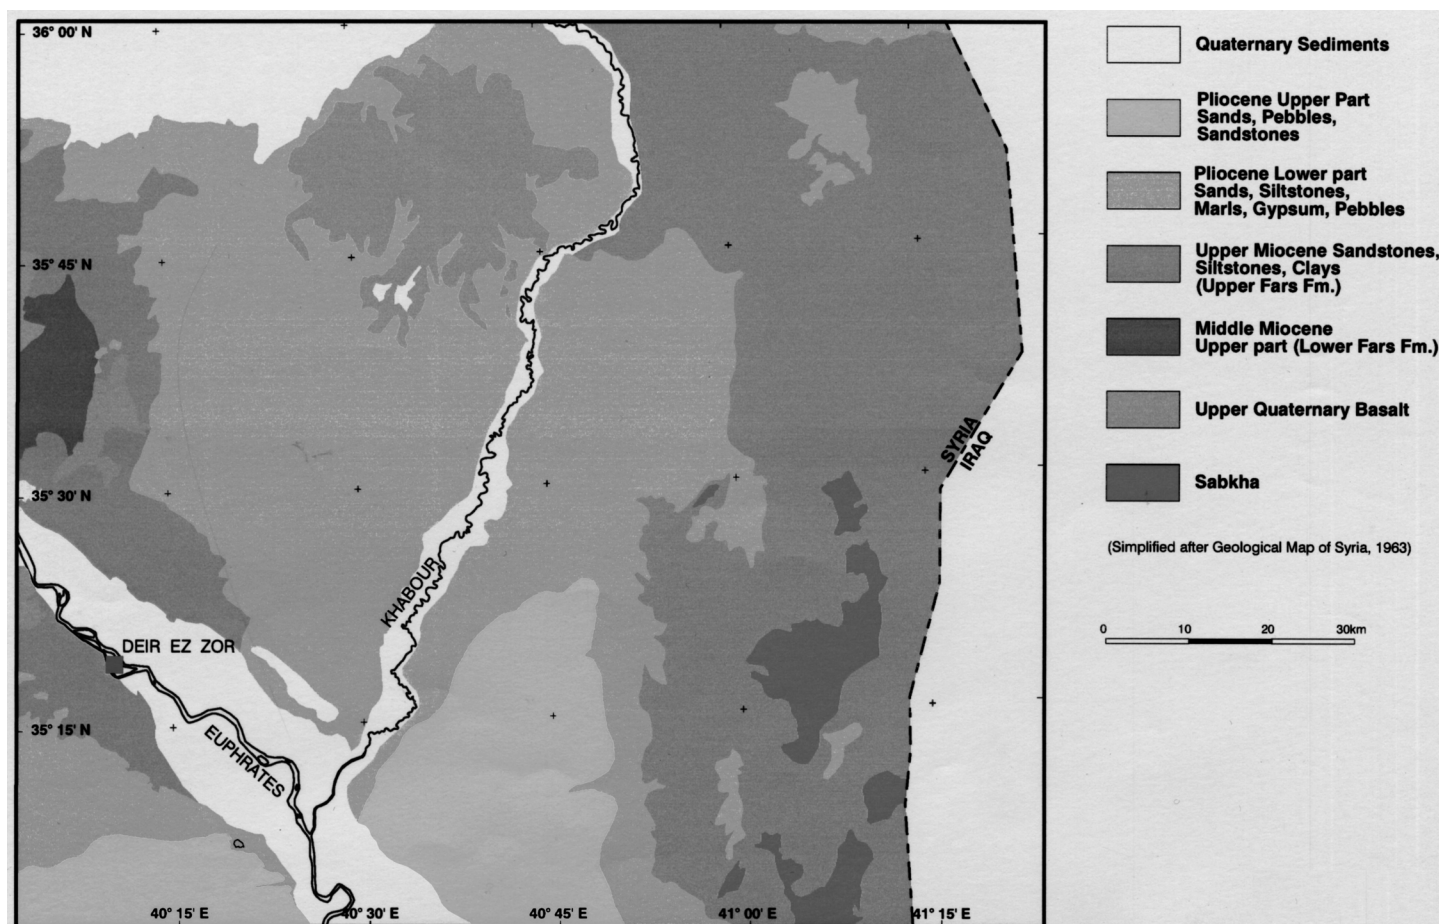 36° 00' N
35° 45' N
35° 30' N
35° 15' N
KHABOUR
DEIR EZ ZOR
EUPHRATES
SYRIA
IRAQ
40° 15' E
40° 30' E
40° 45' E
41° 00' E
41° 15' E
Quaternary Sediments
Pliocene Upper Part
Sands, Pebbles,
Sandstones
Pliocene Lower part
Sands, Siltstones,
Marls, Gypsum, Pebbles
Upper Miocene Sandstones,
Siltstones, Clays
(Upper Fars Fm.)
Middle Miocene
Upper part (Lower Fars Fm.)
Upper Quaternary Basalt
Sabkha
(Simplified after Geological Map of Syria, 1963)
0 10 20 30km